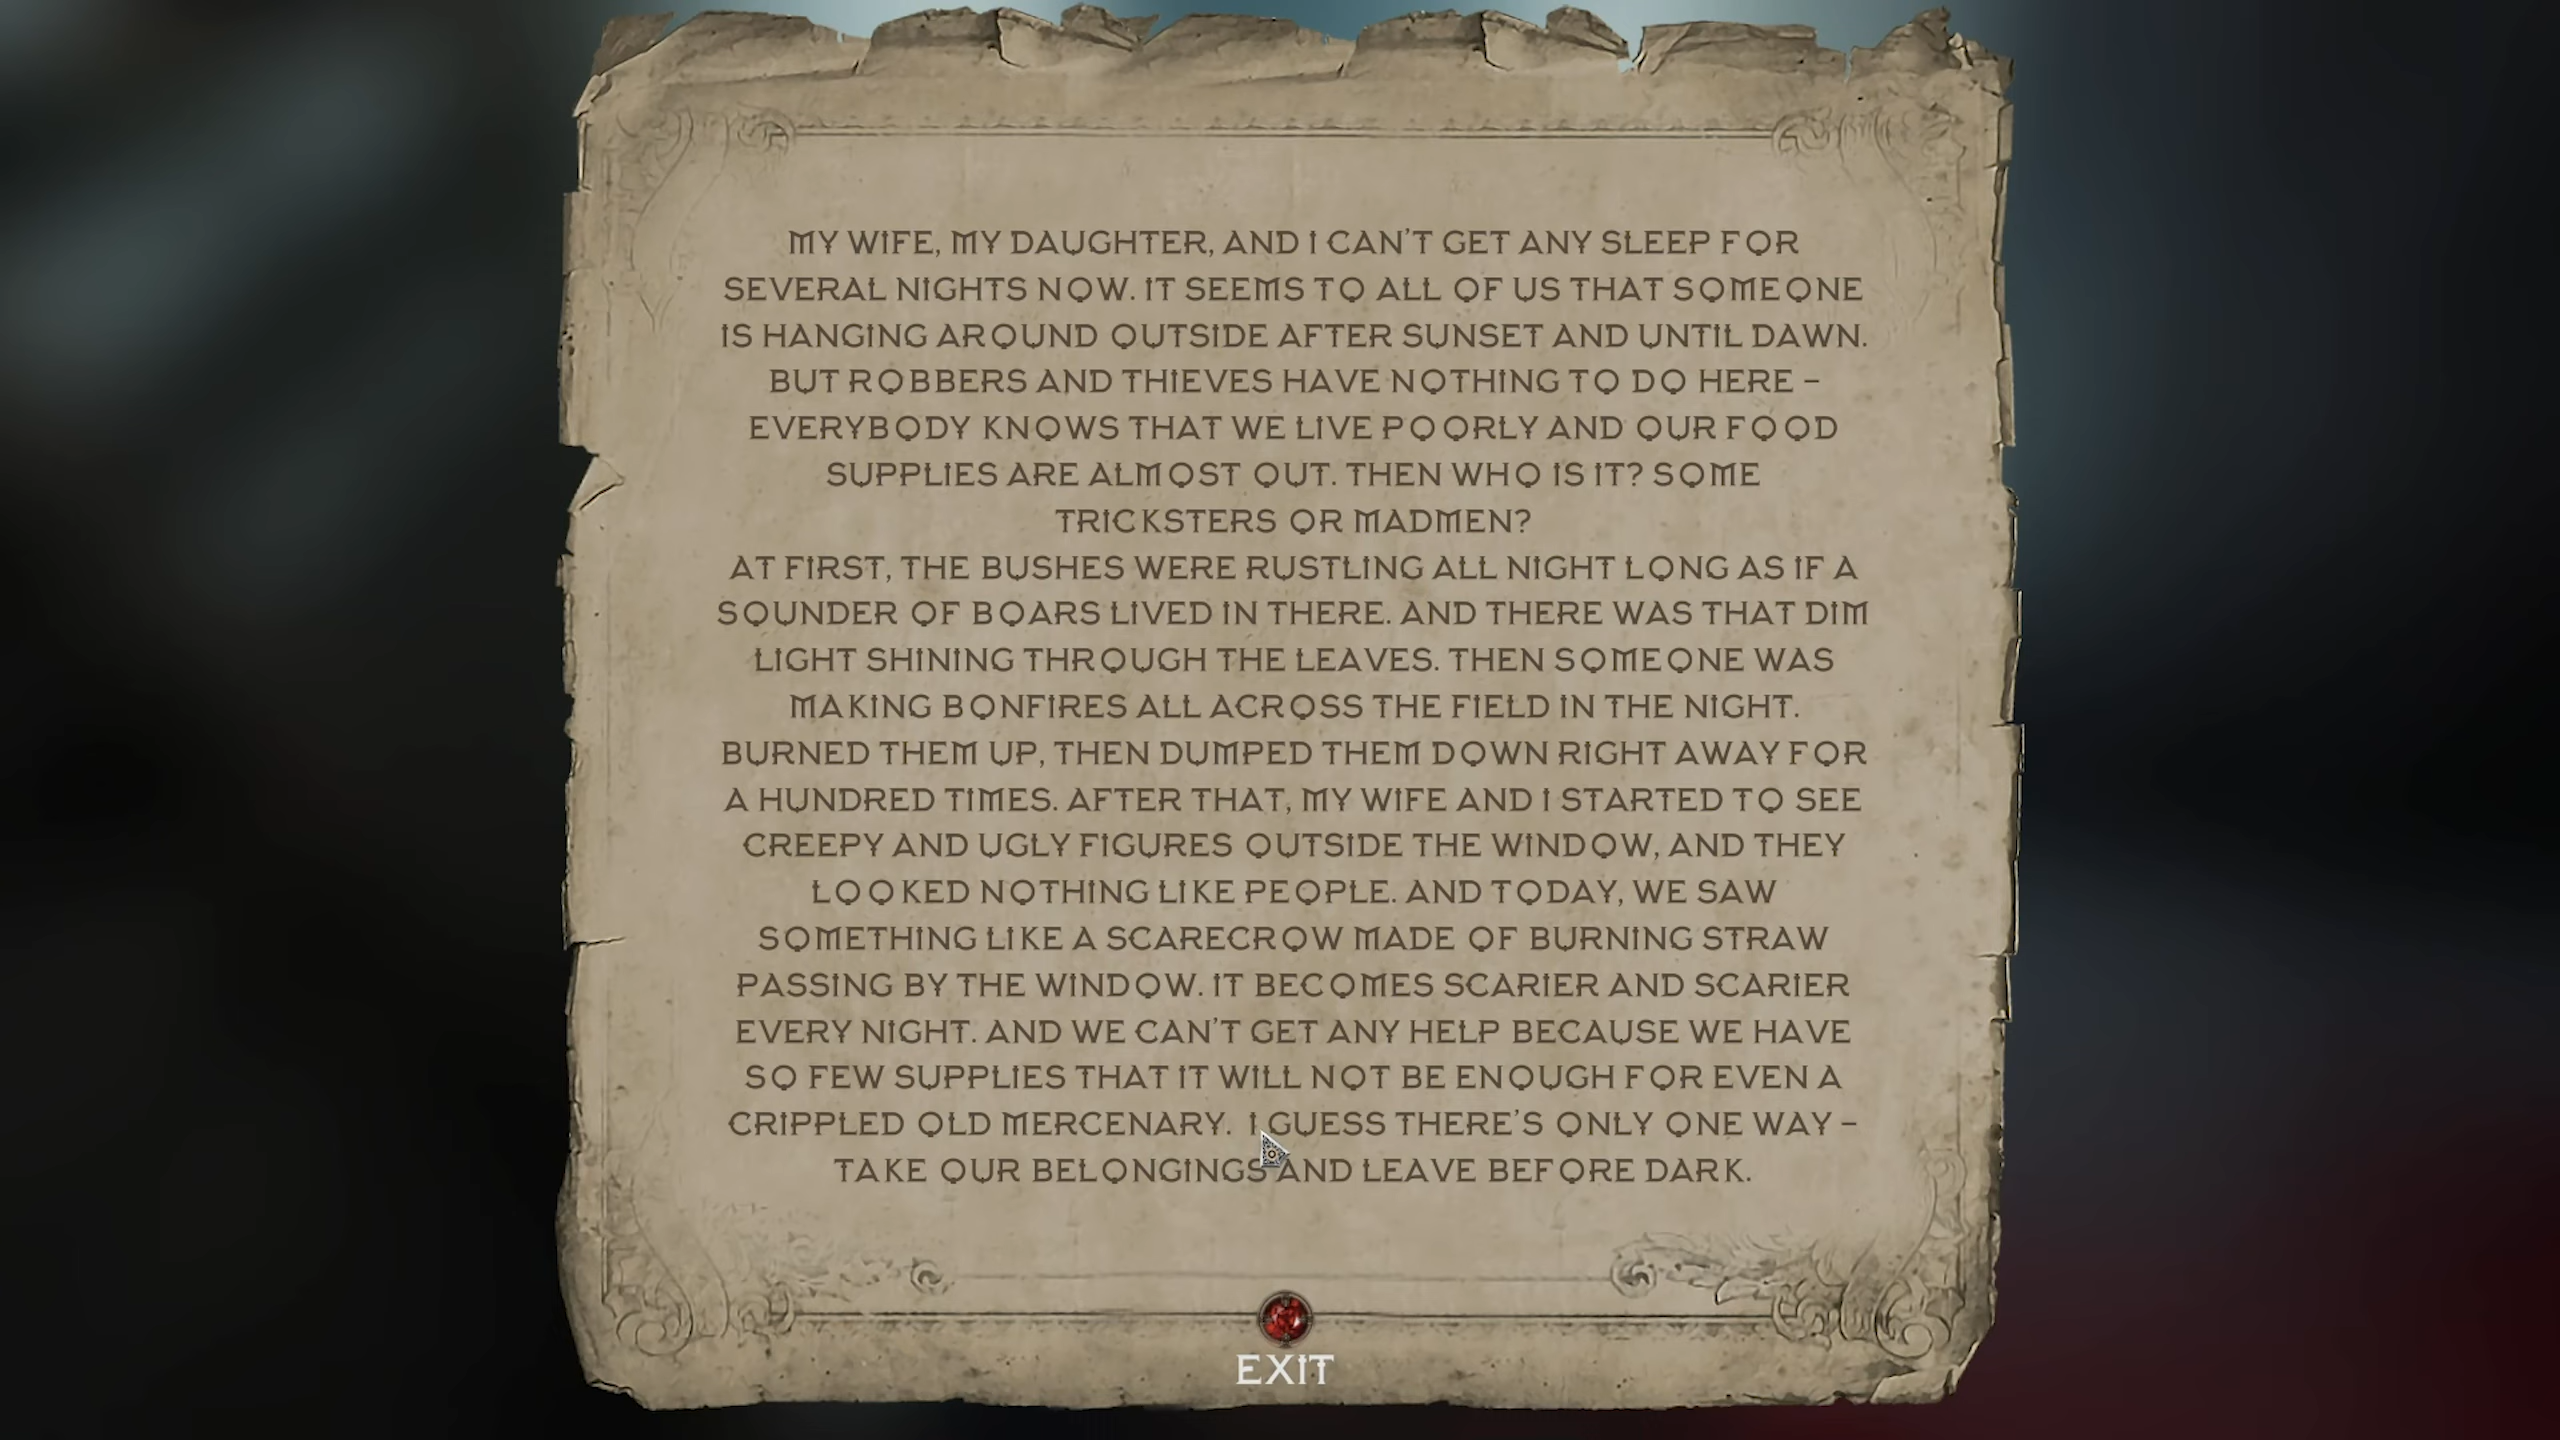 MY WIFE, MY DAUGHTER, AND I CAN'T GET ANY SLEEP FOR
SEVERAL NIGHTS NOW. IT SEEMS TO ALL OF US THAT SOMEONE
IS HANGING AROUND OUTSIDE AFTER SUNSET AND UNTIL DAWN.
BUT ROBBERS AND THIEVES HAVE NOTHING TO DO HERE –
EVERYBODY KNOWS THAT WE LIVE POORLY AND OUR FOOD
SUPPLIES ARE ALMOST OUT. THEN WHO IS IT? SOME
TRICKSTERS OR MADMEN?
AT FIRST, THE BUSHES WERE RUSTLING ALL NIGHT LONG AS IF A
SOUNDER OF BOARS LIVED IN THERE. AND THERE WAS THAT DIM
LIGHT SHINING THROUGH THE LEAVES. THEN SOMEONE WAS
MAKING BONFIRES ALL ACROSS THE FIELD IN THE NIGHT.
BURNED THEM UP, THEN DUMPED THEM DOWN RIGHT AWAY FOR
A HUNDRED TIMES. AFTER THAT, MY WIFE AND I STARTED TO SEE
CREEPY AND UGLY FIGURES OUTSIDE THE WINDOW, AND THEY
LOOKED NOTHING LIKE PEOPLE. AND TODAY, WE SAW
SOMETHING LIKE A SCARECROW MADE OF BURNING STRAW
PASSING BY THE WINDOW. IT BECOMES SCARIER AND SCARIER
EVERY NIGHT. AND WE CAN'T GET ANY HELP BECAUSE WE HAVE
SO FEW SUPPLIES THAT IT WILL NOT BE ENOUGH FOR EVEN A
CRIPPLED OLD MERCENARY. I GUESS THERE'S ONLY ONE WAY –
TAKE OUR BELONGINGS AND LEAVE BEFORE DARK.
EXIT